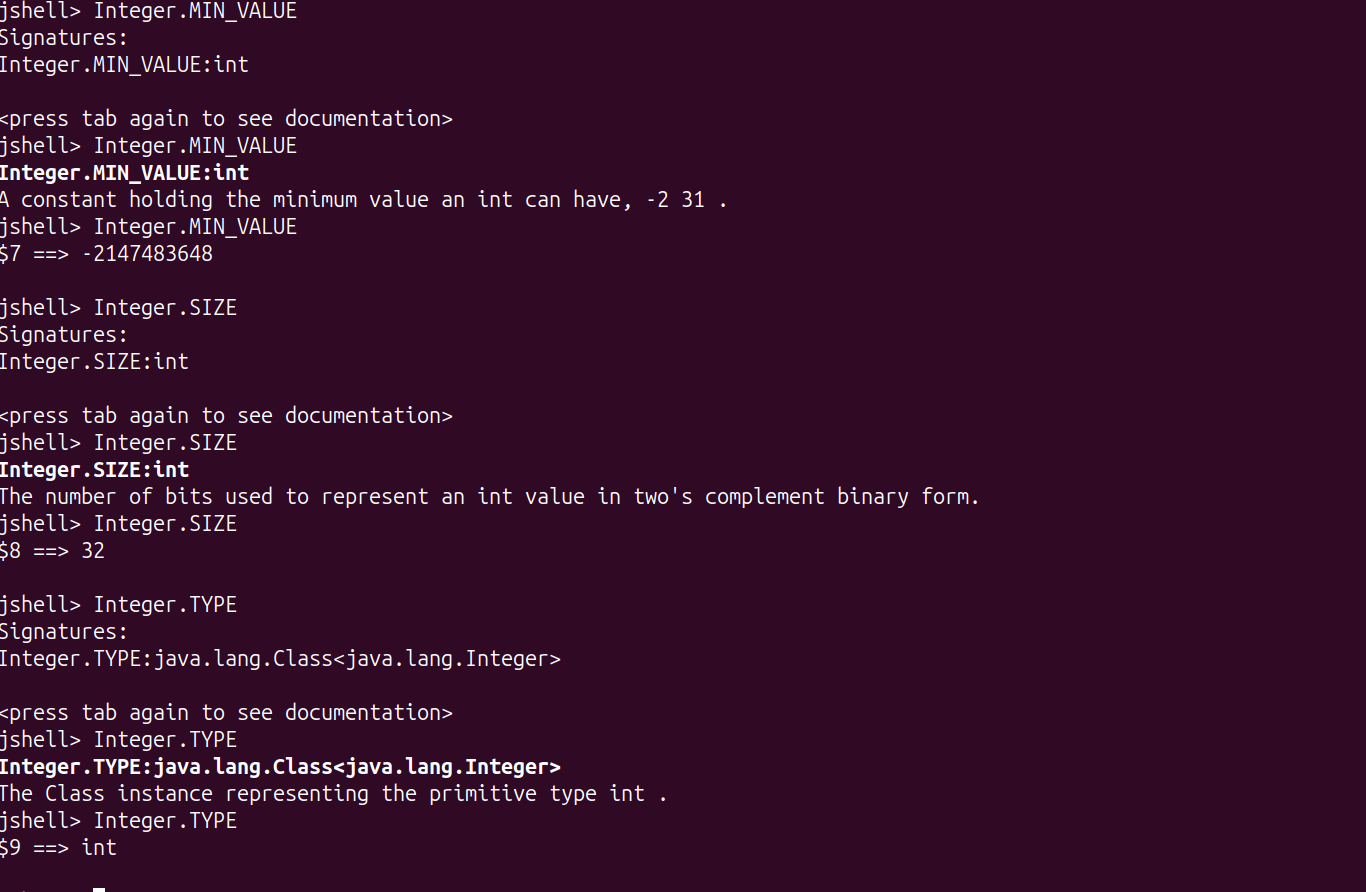 jshell> Integer.MIN_VALUE
Signatures:
Integer.MIN_VALUE:int
<press tab again to see documentation>
jshell> Integer.MIN_VALUE
Integer.MIN_VALUE:int
A constant holding the minimum value an int can have, -2 31 .
jshell> Integer.MIN_VALUE
$7 ==> -2147483648
jshell> Integer.SIZE
Signatures:
Integer.SIZE:int
<press tab again to see documentation>
jshell> Integer.SIZE
Integer.SIZE:int
The number of bits used to represent an int value in two's complement binary form.
jshell> Integer.SIZE
$8 ==> 32
jshell> Integer.TYPE
Signatures:
Integer.TYPE:java.lang.Class<java.lang.Integer>
<press tab again to see documentation>
jshell> Integer.TYPE
Integer.TYPE:java.lang.Class<java.lang.Integer>
The Class instance representing the primitive type int .
jshell> Integer.TYPE
$9 ==> int